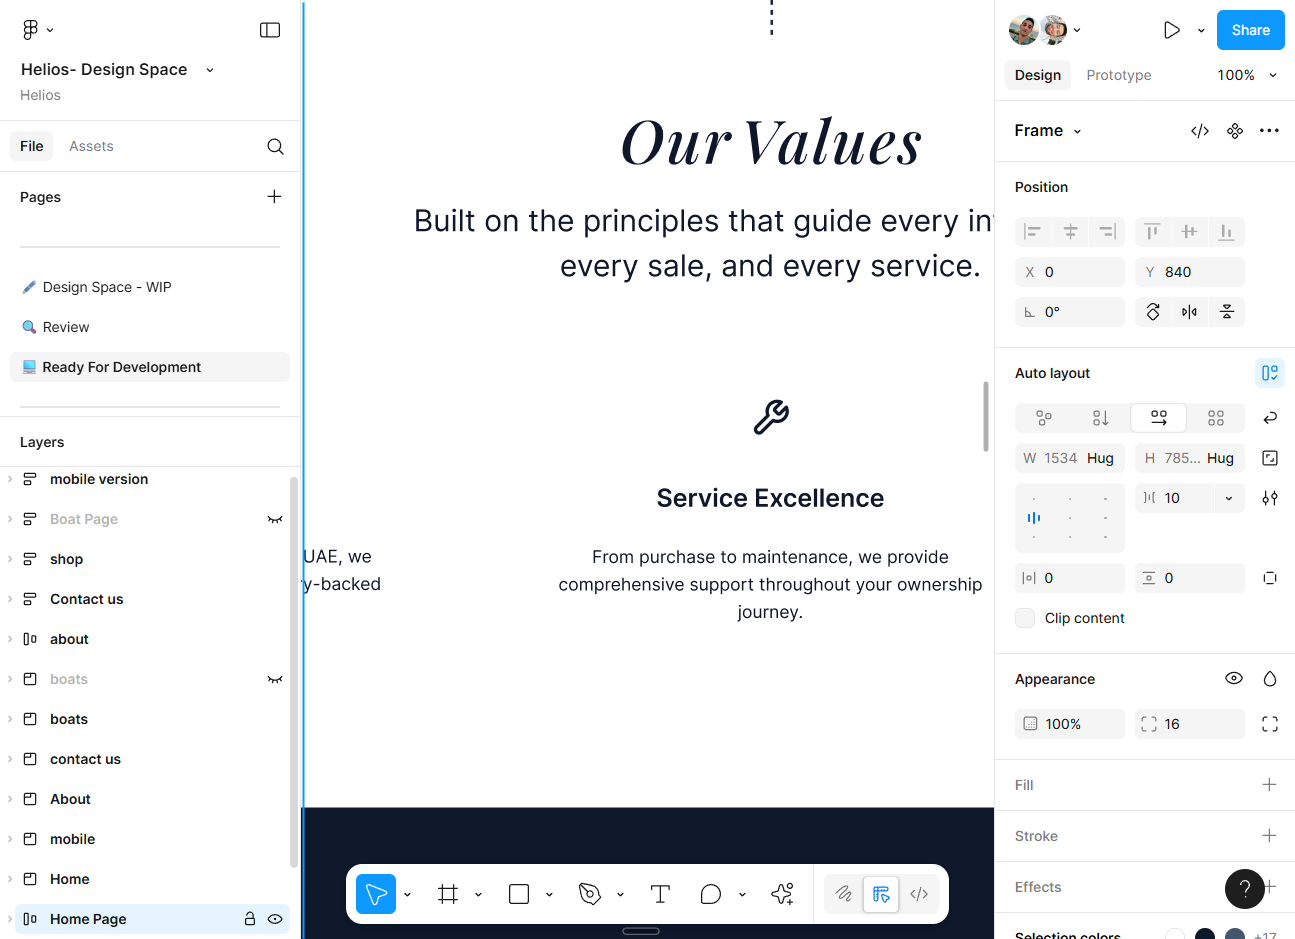 Helios- Design Space
Helios
File
Assets
Pages
Design Space - WIP
Review
Ready For Development
Layers
mobile version
Boat Page
shop
Contact us
about
boats
boats
contact us
About
mobile
Home
Home Page
Our Values
Built on the principles that guide every
every sale, and every service.
Service Excellence
UAE, we
y-backed
From purchase to maintenance, we provide
comprehensive support throughout your ownership
journey.
Share
Design
Prototype
100%
Frame
Position
X 0
Y 840
0°
Auto layout
W 1534 Hug
H 785... Hug
10
0
0
Clip content
Appearance
100%
16
Fill
Stroke
Effects
?
Selection colors
+17